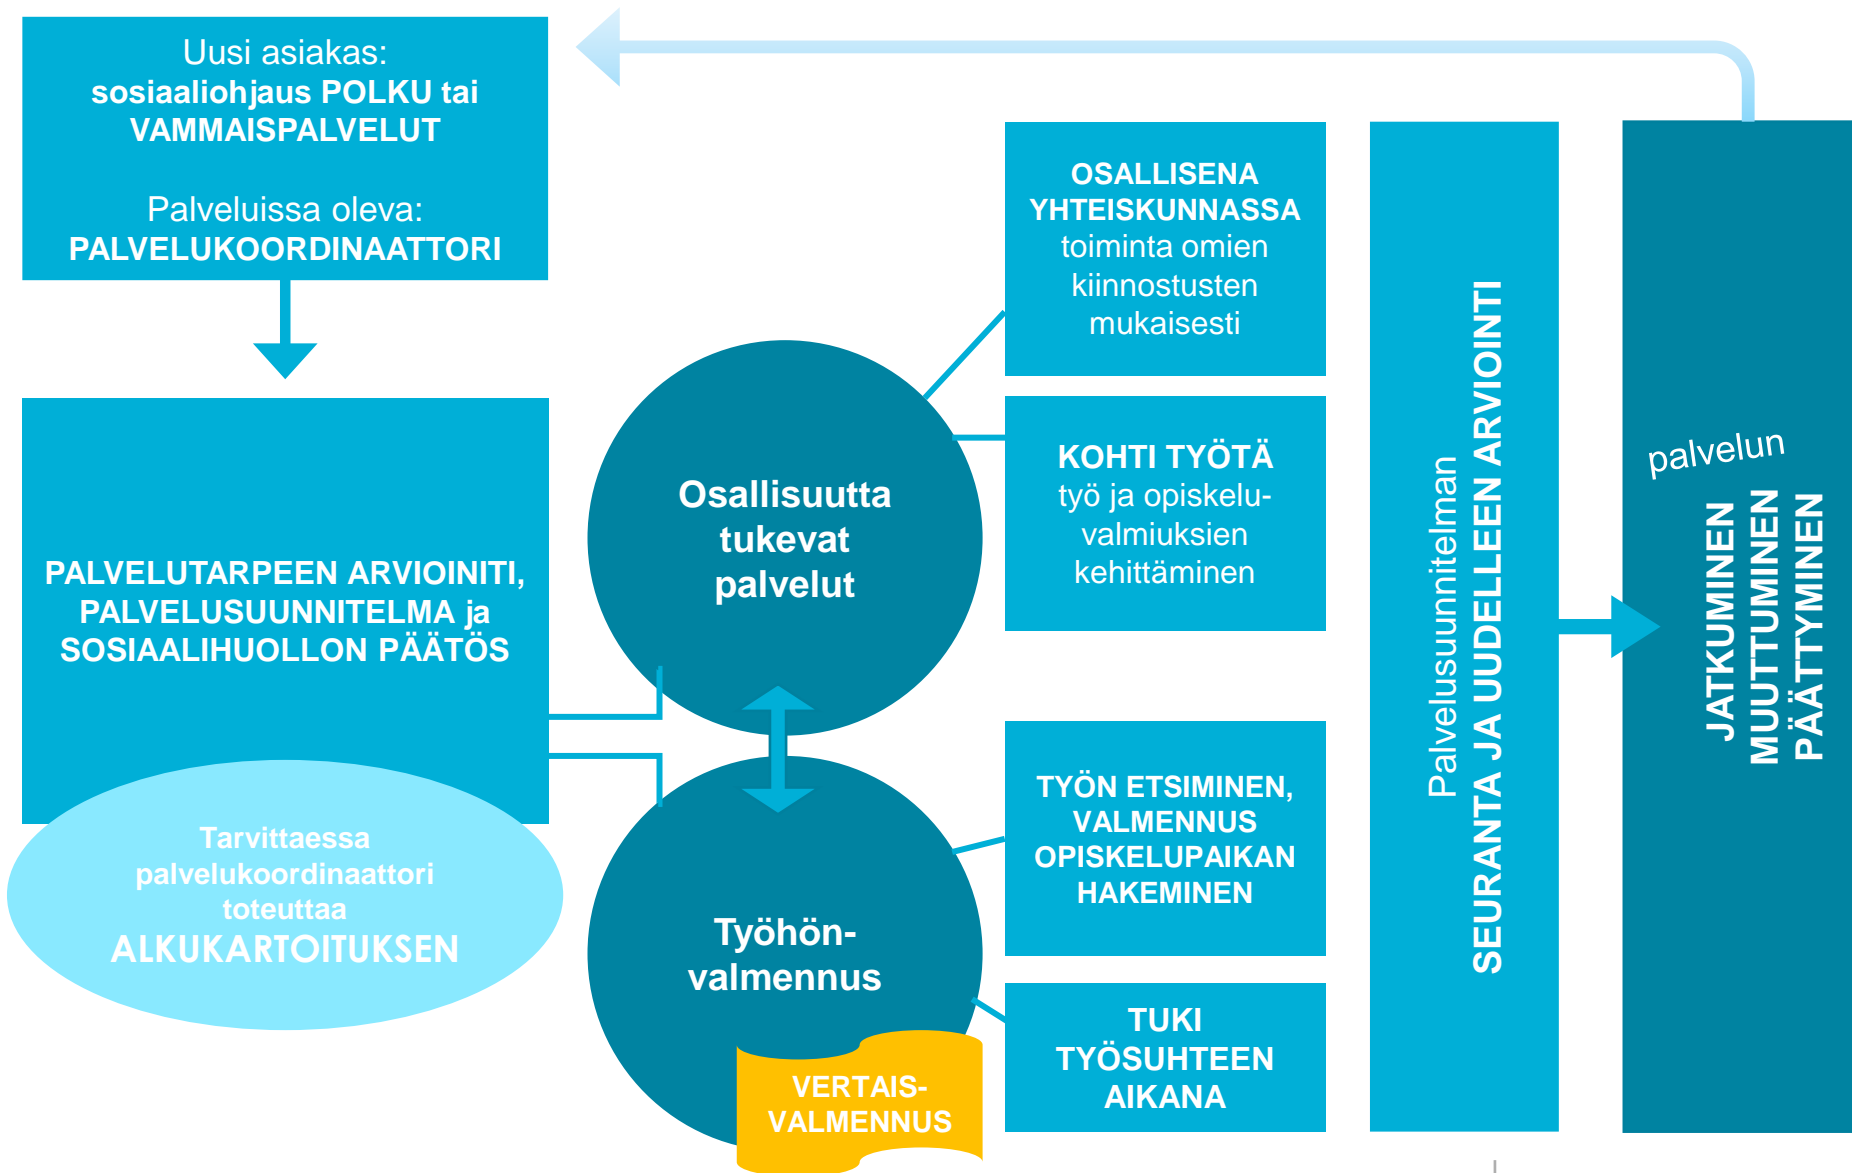 Uusi asiakas:
sosiaaliohjaus POLKU tai
VAMMAISPALVELUT
Palveluissa oleva:
PALVELUKOORDINAATTORI
PALVELUTARPEEN ARVIOINITI,
PALVELUSUUNNITELMA ja
SOSIAALIHUOLLON PÄÄTÖS
Tarvittaessa
palvelukoordinaattori
toteuttaa
ALKUKARTOITUKSEN
Osallisuutta
tukevat
palvelut
Työhön-
valmennus
VERTAIS-
VALMENNUS
OSALLISENA
YHTEISKUNNASSA
toiminta omien
kiinnostusten
mukaisesti
KOHTI TYÖTÄ
työ ja opiskelu-
valmiuksien
kehittäminen
TYÖN ETSIMINEN,
VALMENNUS
OPISKELUPAIKAN
HAKEMINEN
TUKI
TYÖSUHTEEN
AIKANA
Palvelusuunnitelman
SEURANTA JA UUDELLEEN ARVIOINTI
palvelun
JATKUMINEN
MUUTTUMINEN
PÄÄTTYMINEN